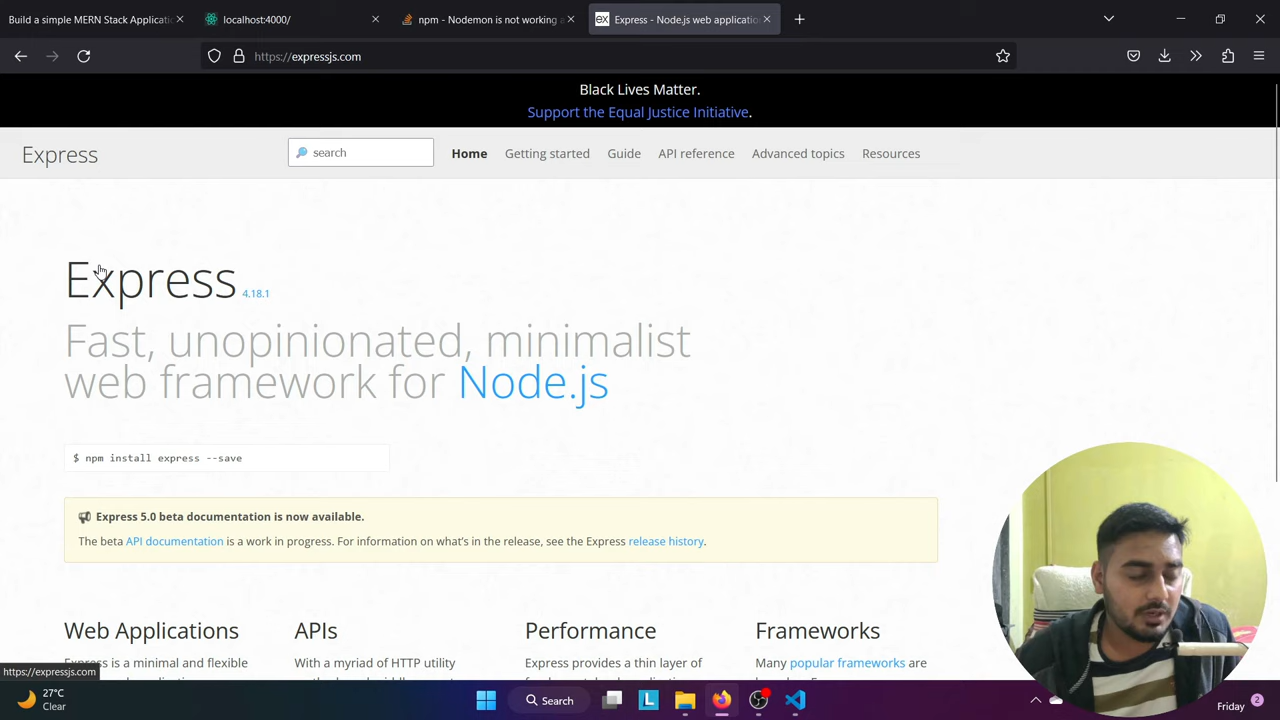 Build a simple MERN Stack Applicatio
localhost:4000/
npm - Nodemon is not working a
ex Express - Node.js web applicatio
https://expressjs.com
Black Lives Matter.
Support the Equal Justice Initiative.
Express
search
Home
Getting started
Guide
API reference
Advanced topics
Resources
Express 4.18.1
Fast, unopinionated, minimalist
web framework for Node.js
$ npm install express --save
Express 5.0 beta documentation is now available.
The beta API documentation is a work in progress. For information on what's in the release, see the Express release history.
Web Applications
APIs
Performance
Frameworks
Express is a minimal and flexible
With a myriad of HTTP utility
Express provides a thin layer of
Many popular frameworks are
https://expressjs.com
27°C
Clear
Search
L
Friday
2